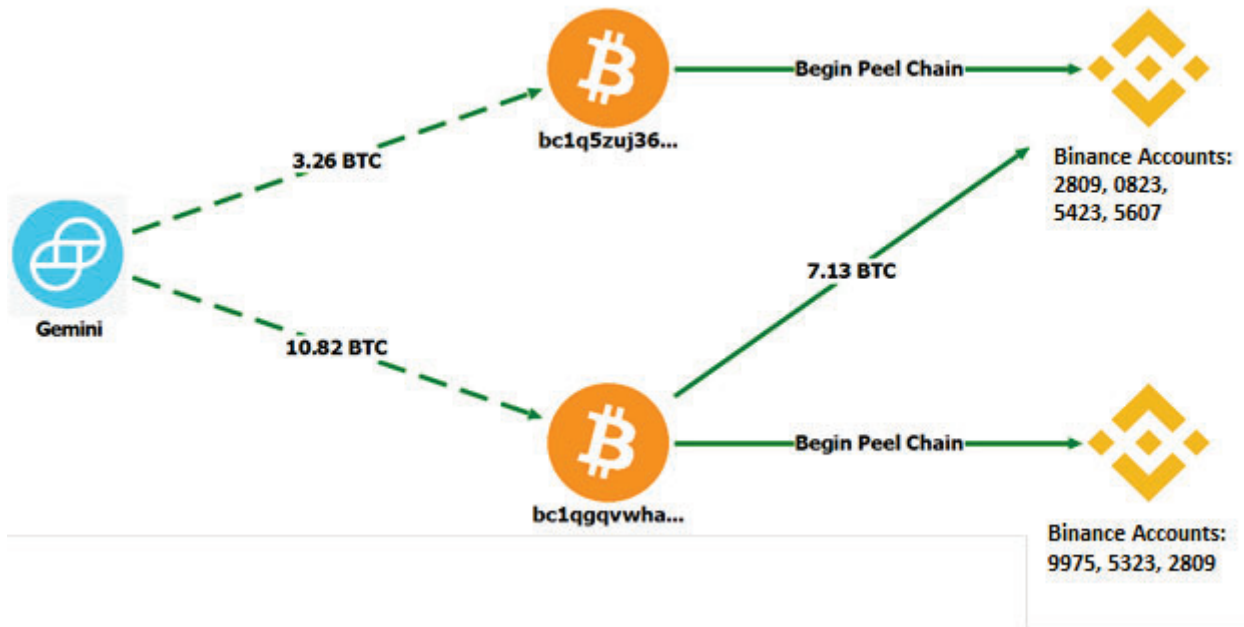 Begin Peel Chain
bc1q5zuj36...
3.26 BTC
Binance Accounts:
2809, 0823,
5423, 5607
7.13 BTC
Gemini
10.82 BTC
Begin Peel Chain
bc1qgqvwha...
Binance Accounts:
9975, 5323, 2809